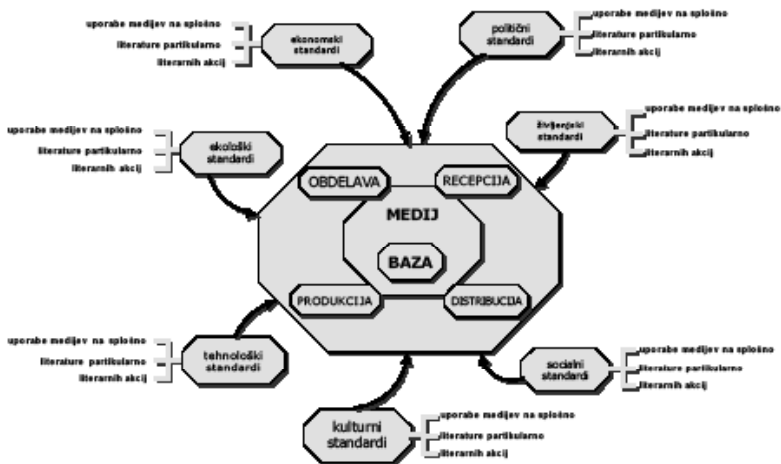 uporabe medijev na splošno
literature partikularno
literarnih akcij
ekonomski
standardi
politični
standardi
uporabe medijev na splošno
literature partikularno
literarnih akcij
uporabe medijev na splošno
literature partikularno
literarnih akcij
ekološki
standardi
življenjski
standardi
uporabe medijev na splošno
literature partikularno
literarnih akcij
OBDELAVA
RECEPCIJA
MEDIJ
BAZA
PRODUKCIJA
DISTRIBUCIJA
uporabe medijev na splošno
literature partikularno
literarnih akcij
tehnološki
standardi
socialni
standardi
uporabe medijev na splošno
literature partikularno
literarnih akcij
kulturni
standardi
uporabe medijev na splošno
literature partikularno
literarnih akcij